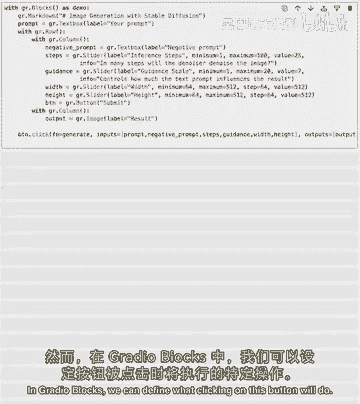 with gr.Blocks() as demo:
gr.Markdown("# Image Generation with Stable Diffusion")
prompt = gr.Textbox(label="Your prompt")
with gr.Row():
with gr.Column():
negative_prompt = gr.Textbox(label="Negative prompt")
steps = gr.Slider(label="Inference Steps", minimum=1, maximum=100, value=25,
info="In many steps will the denoiser denoise the image?")
guidance = gr.Slider(label="Guidance Scale", minimum=1, maximum=20, value=7,
info="Controls how much the text prompt influences the result")
width = gr.Slider(label="Width", minimum=64, maximum=512, step=64, value=512)
height = gr.Slider(label="Height", minimum=64, maximum=512, step=64, value=512)
btn = gr.Button("Submit")
with gr.Column():
output = gr.Image(label="Result")
btn.click(fn=generate, inputs=[prompt,negative_prompt,steps,guidance,width,height], outputs=[output
然而，在 Gradio Blocks 中，我们可以设
定按钮被点击时将执行的特定操作。
In Gradio Blocks, we can define what clicking on this button will do.